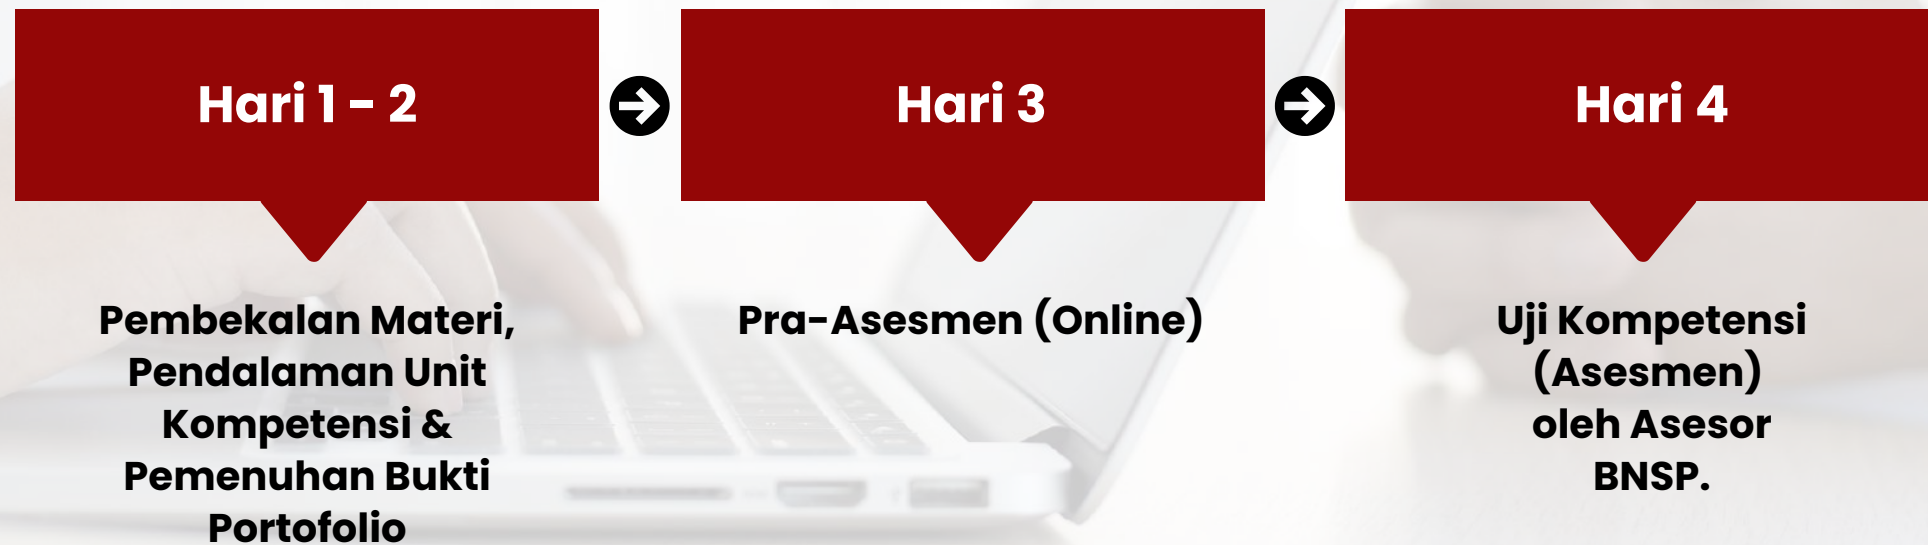 Hari 1 - 2
Hari 3
Hari 4
Pembekalan Materi,
Pendalaman Unit
Kompetensi &
Pemenuhan Bukti
Portofolio
Pra-Asesmen (Online)
Uji Kompetensi
(Asesmen)
oleh Asesor
BNSP.